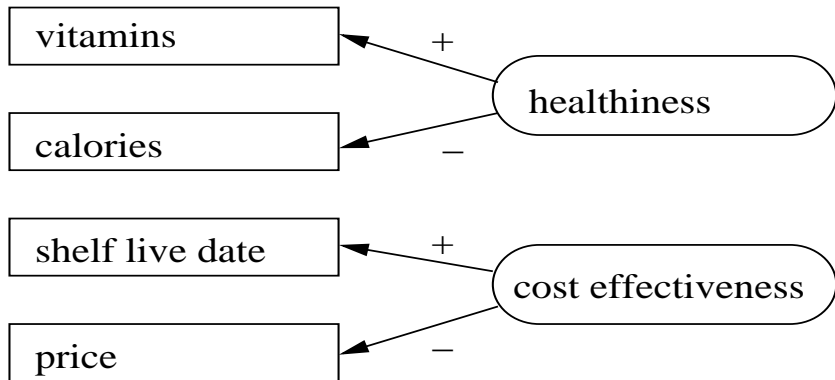 vitamins
+
healthiness
calories
−
shelf live date
+
cost effectiveness
price
−